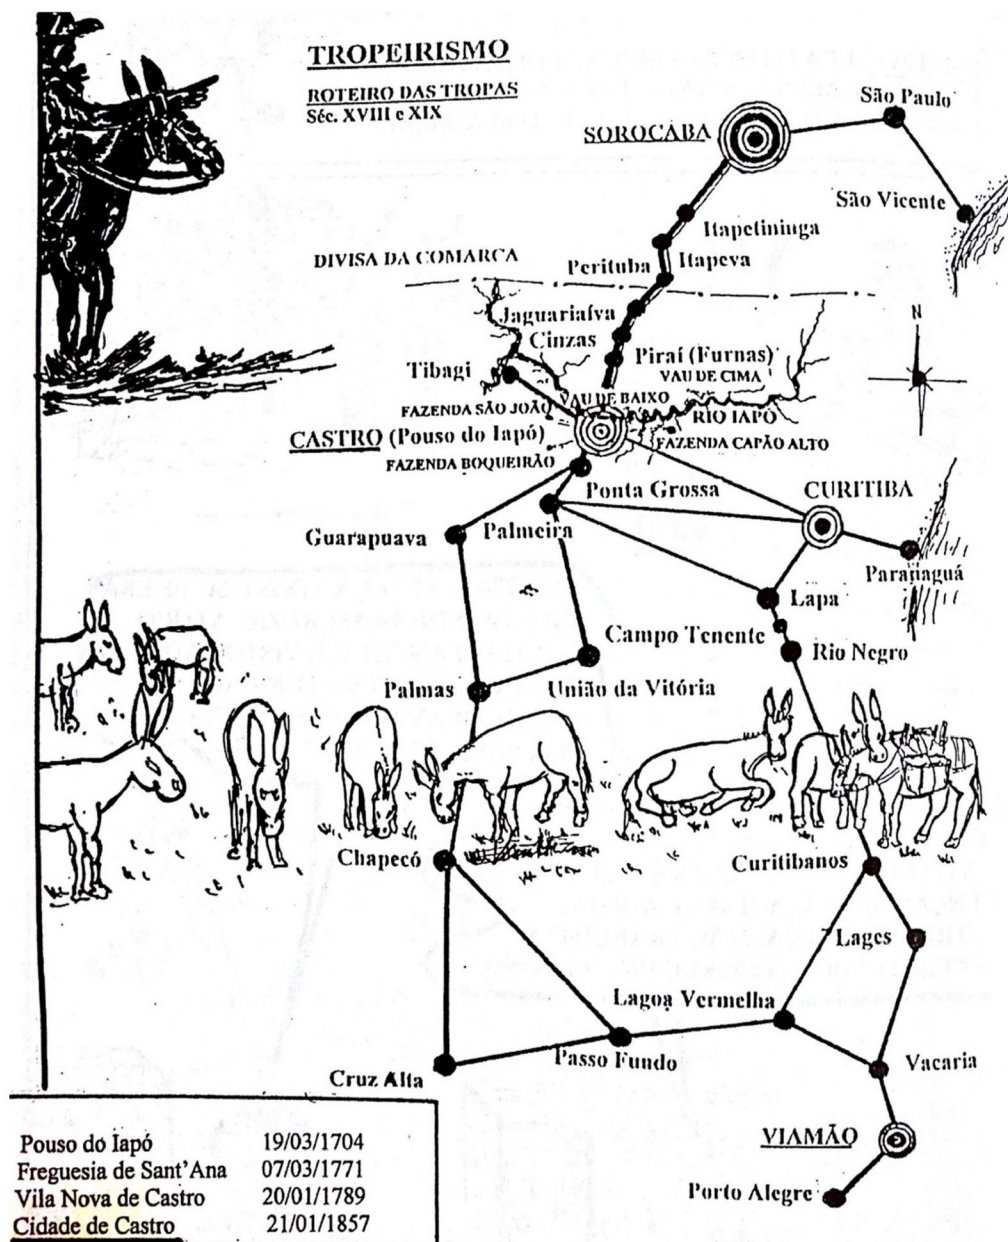 TROPEIRISMO
ROTEIRO DAS TROPAS
Séc. XVIII e XIX
São Paulo
SOROCABA
São Vicente
Itapetininga
DIVISA DA COMARCA
Perituba
Itapeva
Jaguariaíva
Cinzas
Piraí (Furnas)
VAU DE CIMA
Tibagi
VAU DE BAIXO
FAZENDA SÃO JOÃO
RIO IAPÓ
CASTRO (Pouso do Iapó)
FAZENDA CAPÃO ALTO
FAZENDA BOQUEIRÃO
Ponta Grossa
CURITIBA
Guarapuava
Palmeira
Paranaguá
Lapa
Campo Tenente
Rio Negro
Palmas
União da Vitória
Chapecó
Curitibanos
Lages
Lagoa Vermelha
Passo Fundo
Vacaria
Cruz Alta
VIAMÃO
Porto Alegre
N
Pouso do Iapó 19/03/1704
Freguesia de Sant'Ana 07/03/1771
Vila Nova de Castro 20/01/1789
Cidade de Castro 21/01/1857